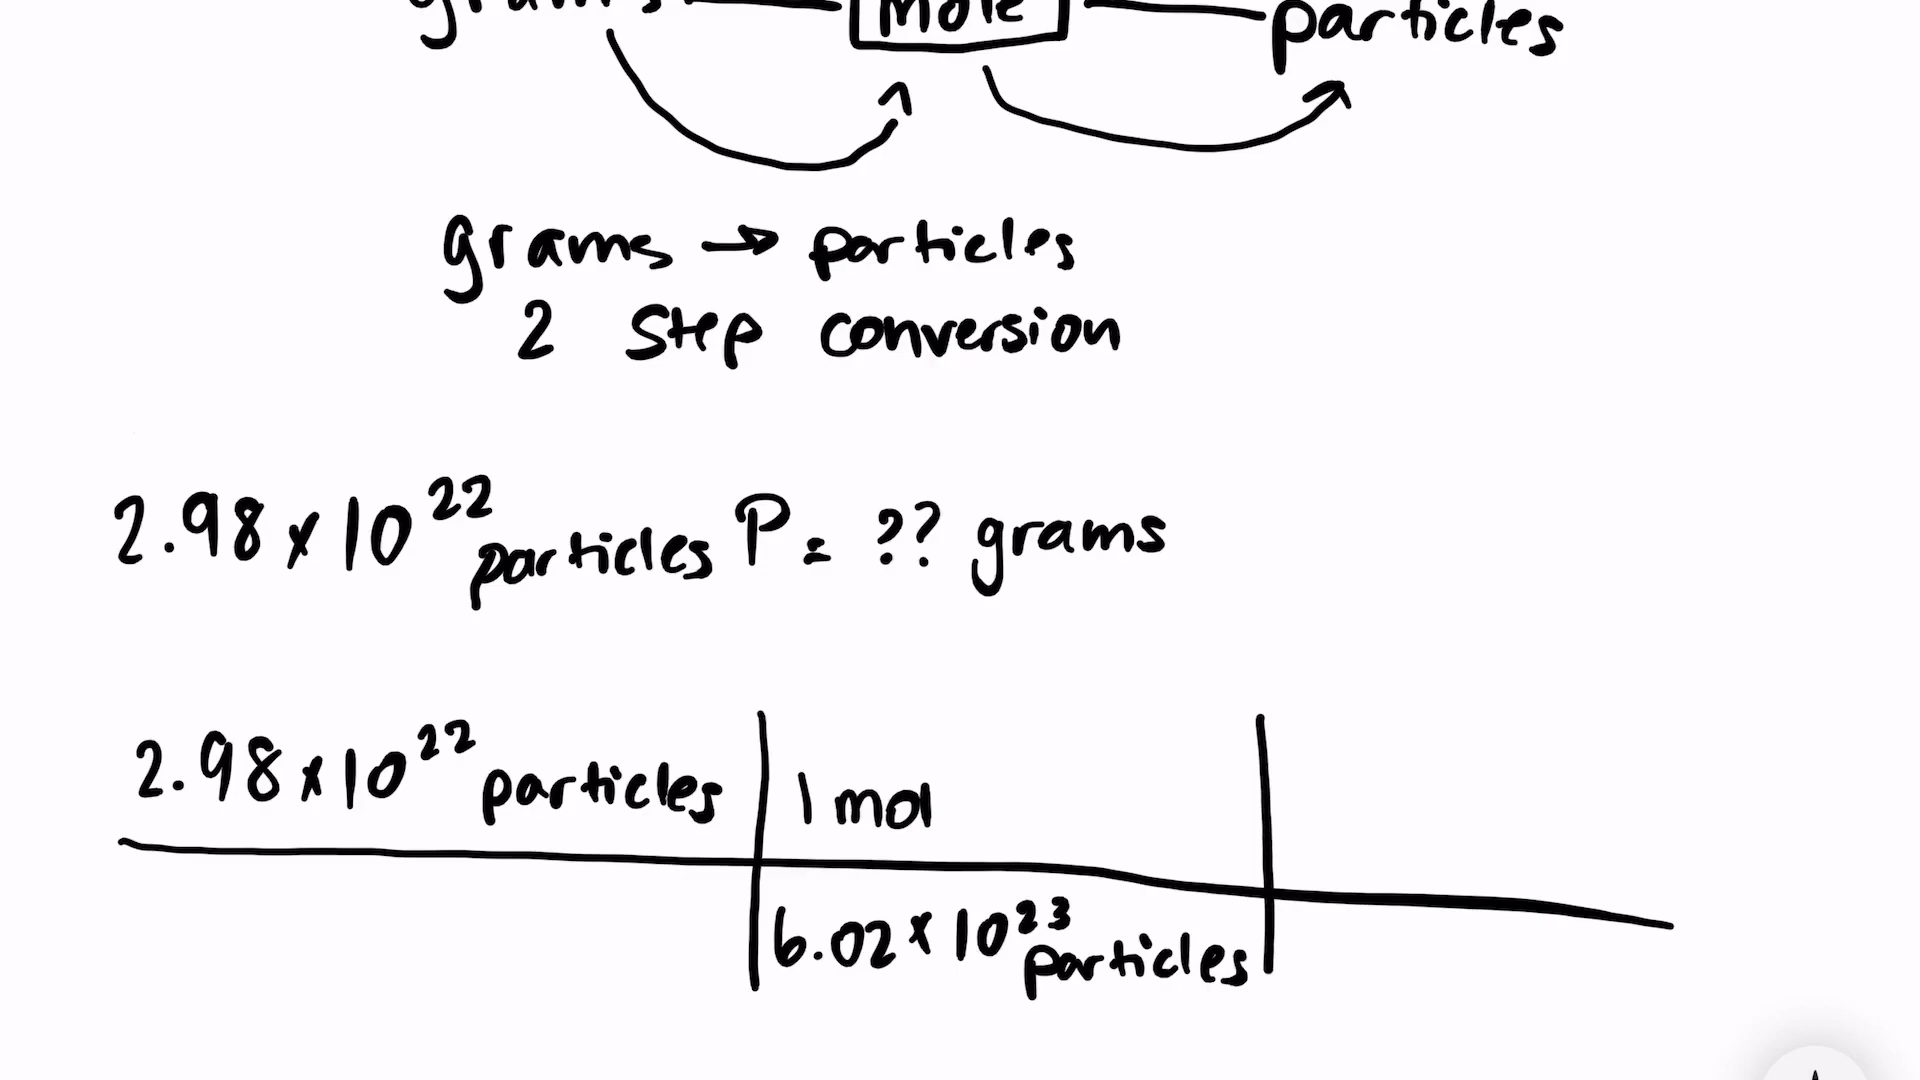 grams mole particles
grams → particles
2 step conversion
2.98 x 10^22 particles P = ?? grams
2.98 x 10^22 particles | 1 mol
6.02 x 10^23 particles